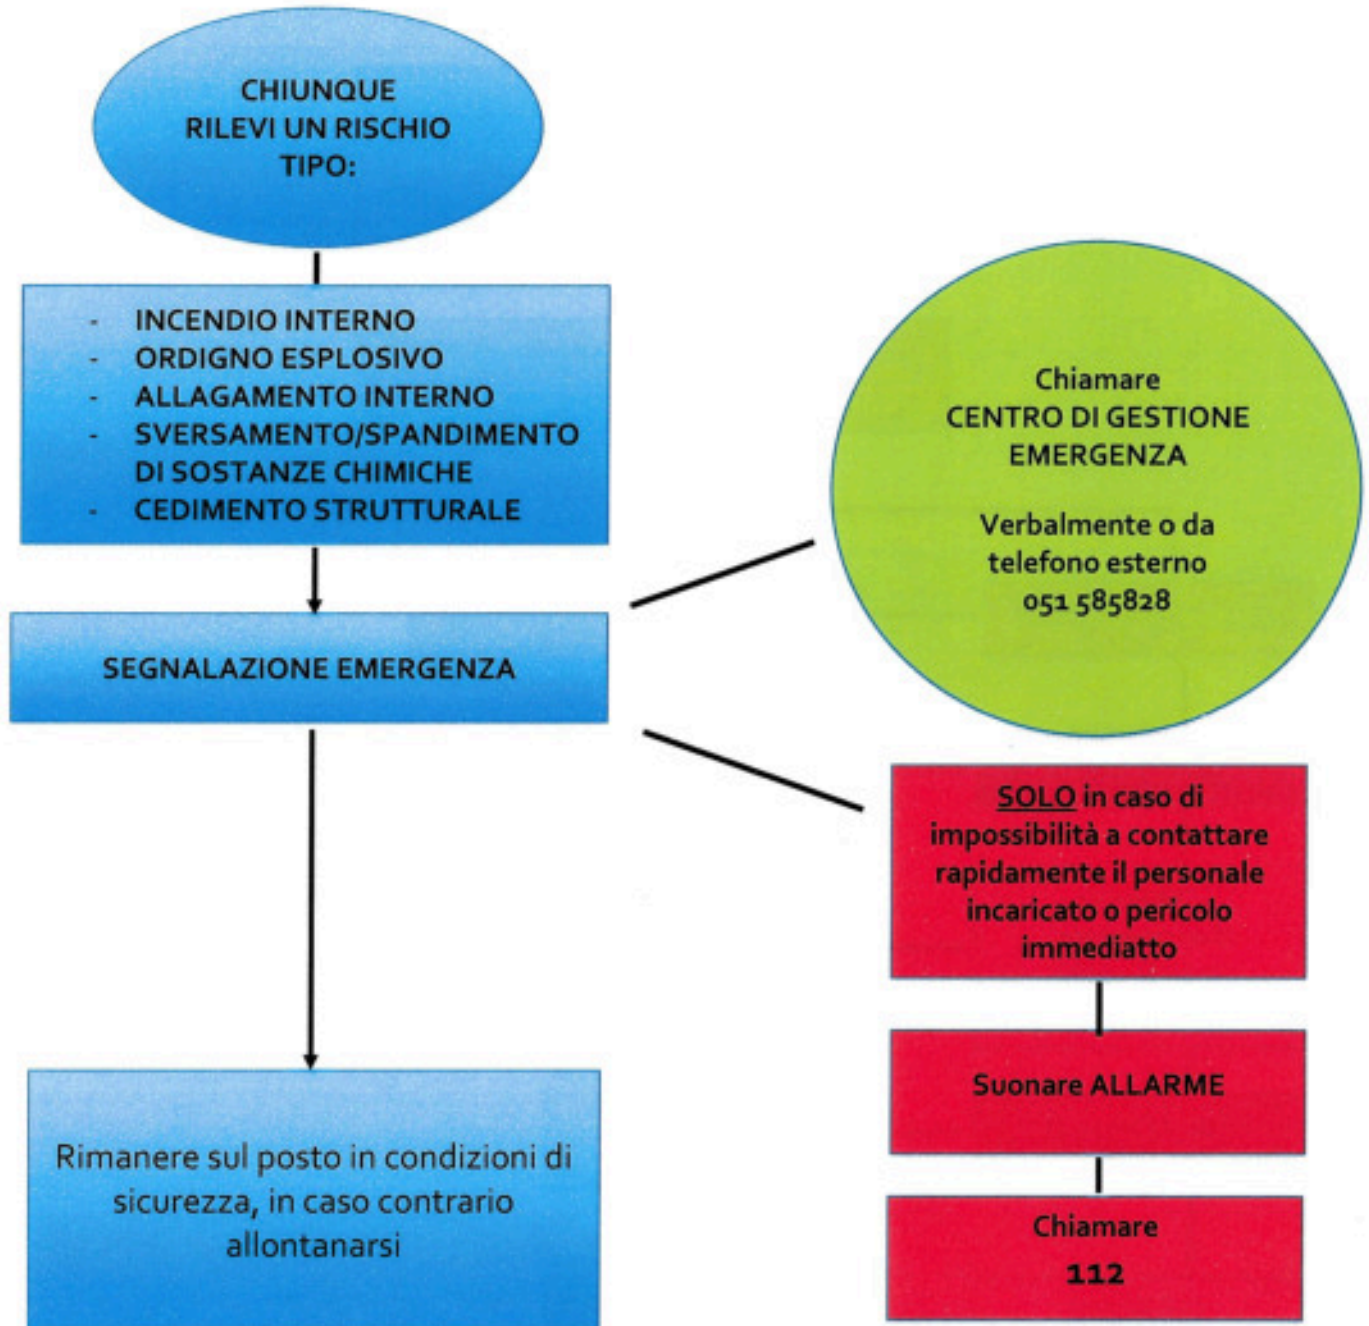 CHIUNQUE
RILEVI UN RISCHIO
TIPO:
- INCENDIO INTERNO
- ORDIGNO ESPLOSIVO
- ALLAGAMENTO INTERNO
- SVERSAMENTO/SPANDIMENTO
DI SOSTANZE CHIMICHE
- CEDIMENTO STRUTTURALE
SEGNALAZIONE EMERGENZA
Chiamare
CENTRO DI GESTIONE
EMERGENZA
Verbalmente o da
telefono esterno
051 585828
SOLO in caso di
impossibilità a contattare
rapidamente il personale
incaricato o pericolo
immediatto
Suonare ALLARME
Chiamare
112
Rimanere sul posto in condizioni di
sicurezza, in caso contrario
allontanarsi